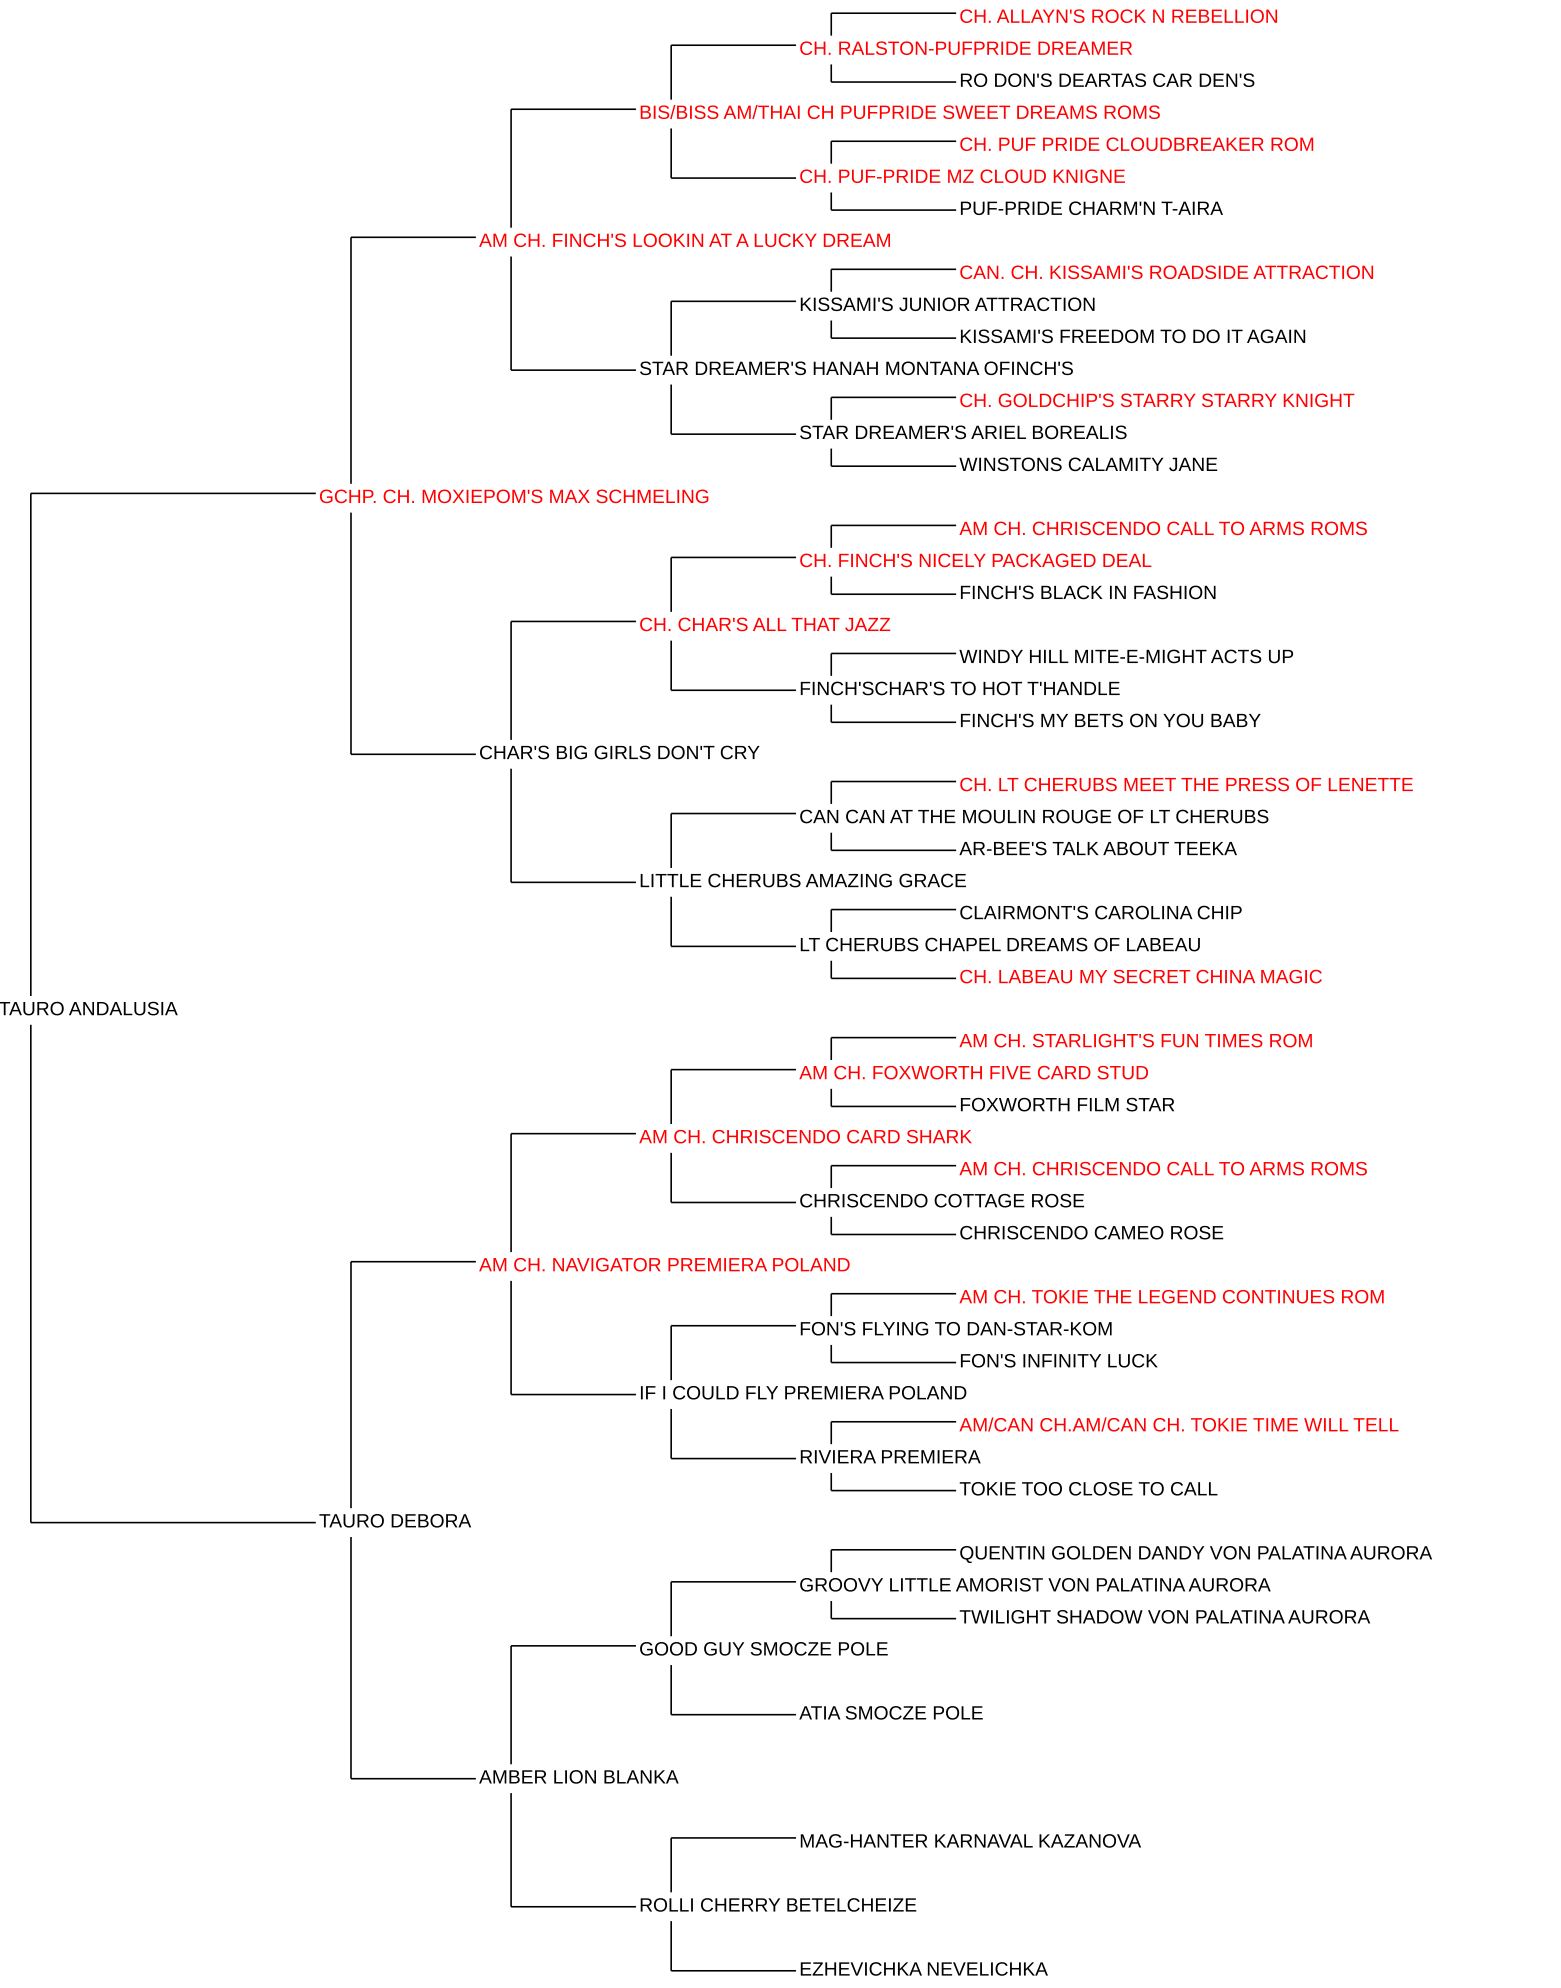 CH. ALLAYN'S ROCK N REBELLION
CH. RALSTON-PUFPRIDE DREAMER
RO DON'S DEARTAS CAR DEN'S
BIS/BISS AM/THAI CH PUFPRIDE SWEET DREAMS ROMS
CH. PUF PRIDE CLOUDBREAKER ROM
CH. PUF-PRIDE MZ CLOUD KNIGNE
PUF-PRIDE CHARM'N T-AIRA
AM CH. FINCH'S LOOKIN AT A LUCKY DREAM
CAN. CH. KISSAMI'S ROADSIDE ATTRACTION
KISSAMI'S JUNIOR ATTRACTION
KISSAMI'S FREEDOM TO DO IT AGAIN
STAR DREAMER'S HANAH MONTANA OFINCH'S
CH. GOLDCHIP'S STARRY STARRY KNIGHT
STAR DREAMER'S ARIEL BOREALIS
WINSTONS CALAMITY JANE
GCHP. CH. MOXIEPOM'S MAX SCHMELING
AM CH. CHRISCENDO CALL TO ARMS ROMS
CH. FINCH'S NICELY PACKAGED DEAL
FINCH'S BLACK IN FASHION
CH. CHAR'S ALL THAT JAZZ
WINDY HILL MITE-E-MIGHT ACTS UP
FINCH'SCHAR'S TO HOT T'HANDLE
FINCH'S MY BETS ON YOU BABY
CHAR'S BIG GIRLS DON'T CRY
CH. LT CHERUBS MEET THE PRESS OF LENETTE
CAN CAN AT THE MOULIN ROUGE OF LT CHERUBS
AR-BEE'S TALK ABOUT TEEKA
LITTLE CHERUBS AMAZING GRACE
CLAIRMONT'S CAROLINA CHIP
LT CHERUBS CHAPEL DREAMS OF LABEAU
CH. LABEAU MY SECRET CHINA MAGIC
TAURO ANDALUSIA
AM CH. STARLIGHT'S FUN TIMES ROM
AM CH. FOXWORTH FIVE CARD STUD
FOXWORTH FILM STAR
AM CH. CHRISCENDO CARD SHARK
AM CH. CHRISCENDO CALL TO ARMS ROMS
CHRISCENDO COTTAGE ROSE
CHRISCENDO CAMEO ROSE
AM CH. NAVIGATOR PREMIERA POLAND
AM CH. TOKIE THE LEGEND CONTINUES ROM
FON'S FLYING TO DAN-STAR-KOM
FON'S INFINITY LUCK
IF I COULD FLY PREMIERA POLAND
AM/CAN CH.AM/CAN CH. TOKIE TIME WILL TELL
RIVIERA PREMIERA
TOKIE TOO CLOSE TO CALL
TAURO DEBORA
QUENTIN GOLDEN DANDY VON PALATINA AURORA
GROOVY LITTLE AMORIST VON PALATINA AURORA
TWILIGHT SHADOW VON PALATINA AURORA
GOOD GUY SMOCZE POLE
ATIA SMOCZE POLE
AMBER LION BLANKA
MAG-HANTER KARNAVAL KAZANOVA
ROLLI CHERRY BETELCHEIZE
EZHEVICHKA NEVELICHKA